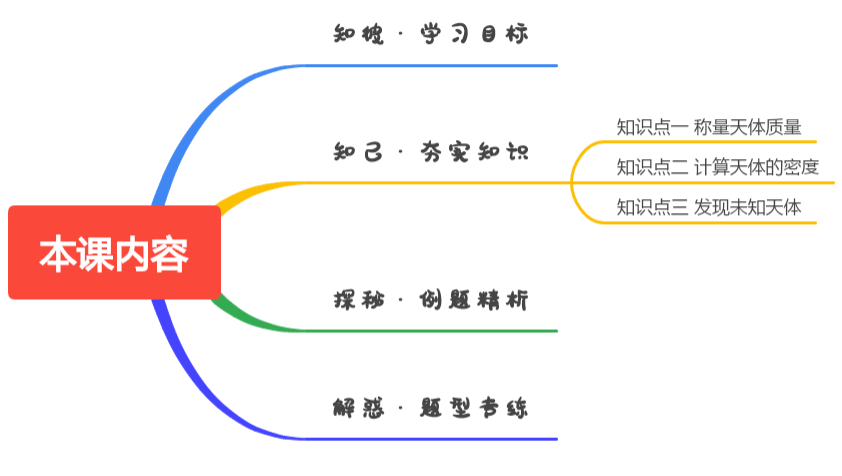 本课内容
知彼·学习目标
知己·夯实知识
知识点一 称量天体质量
知识点二 计算天体的密度
知识点三 发现未知天体
探秘·例题精析
解惑·题型专练